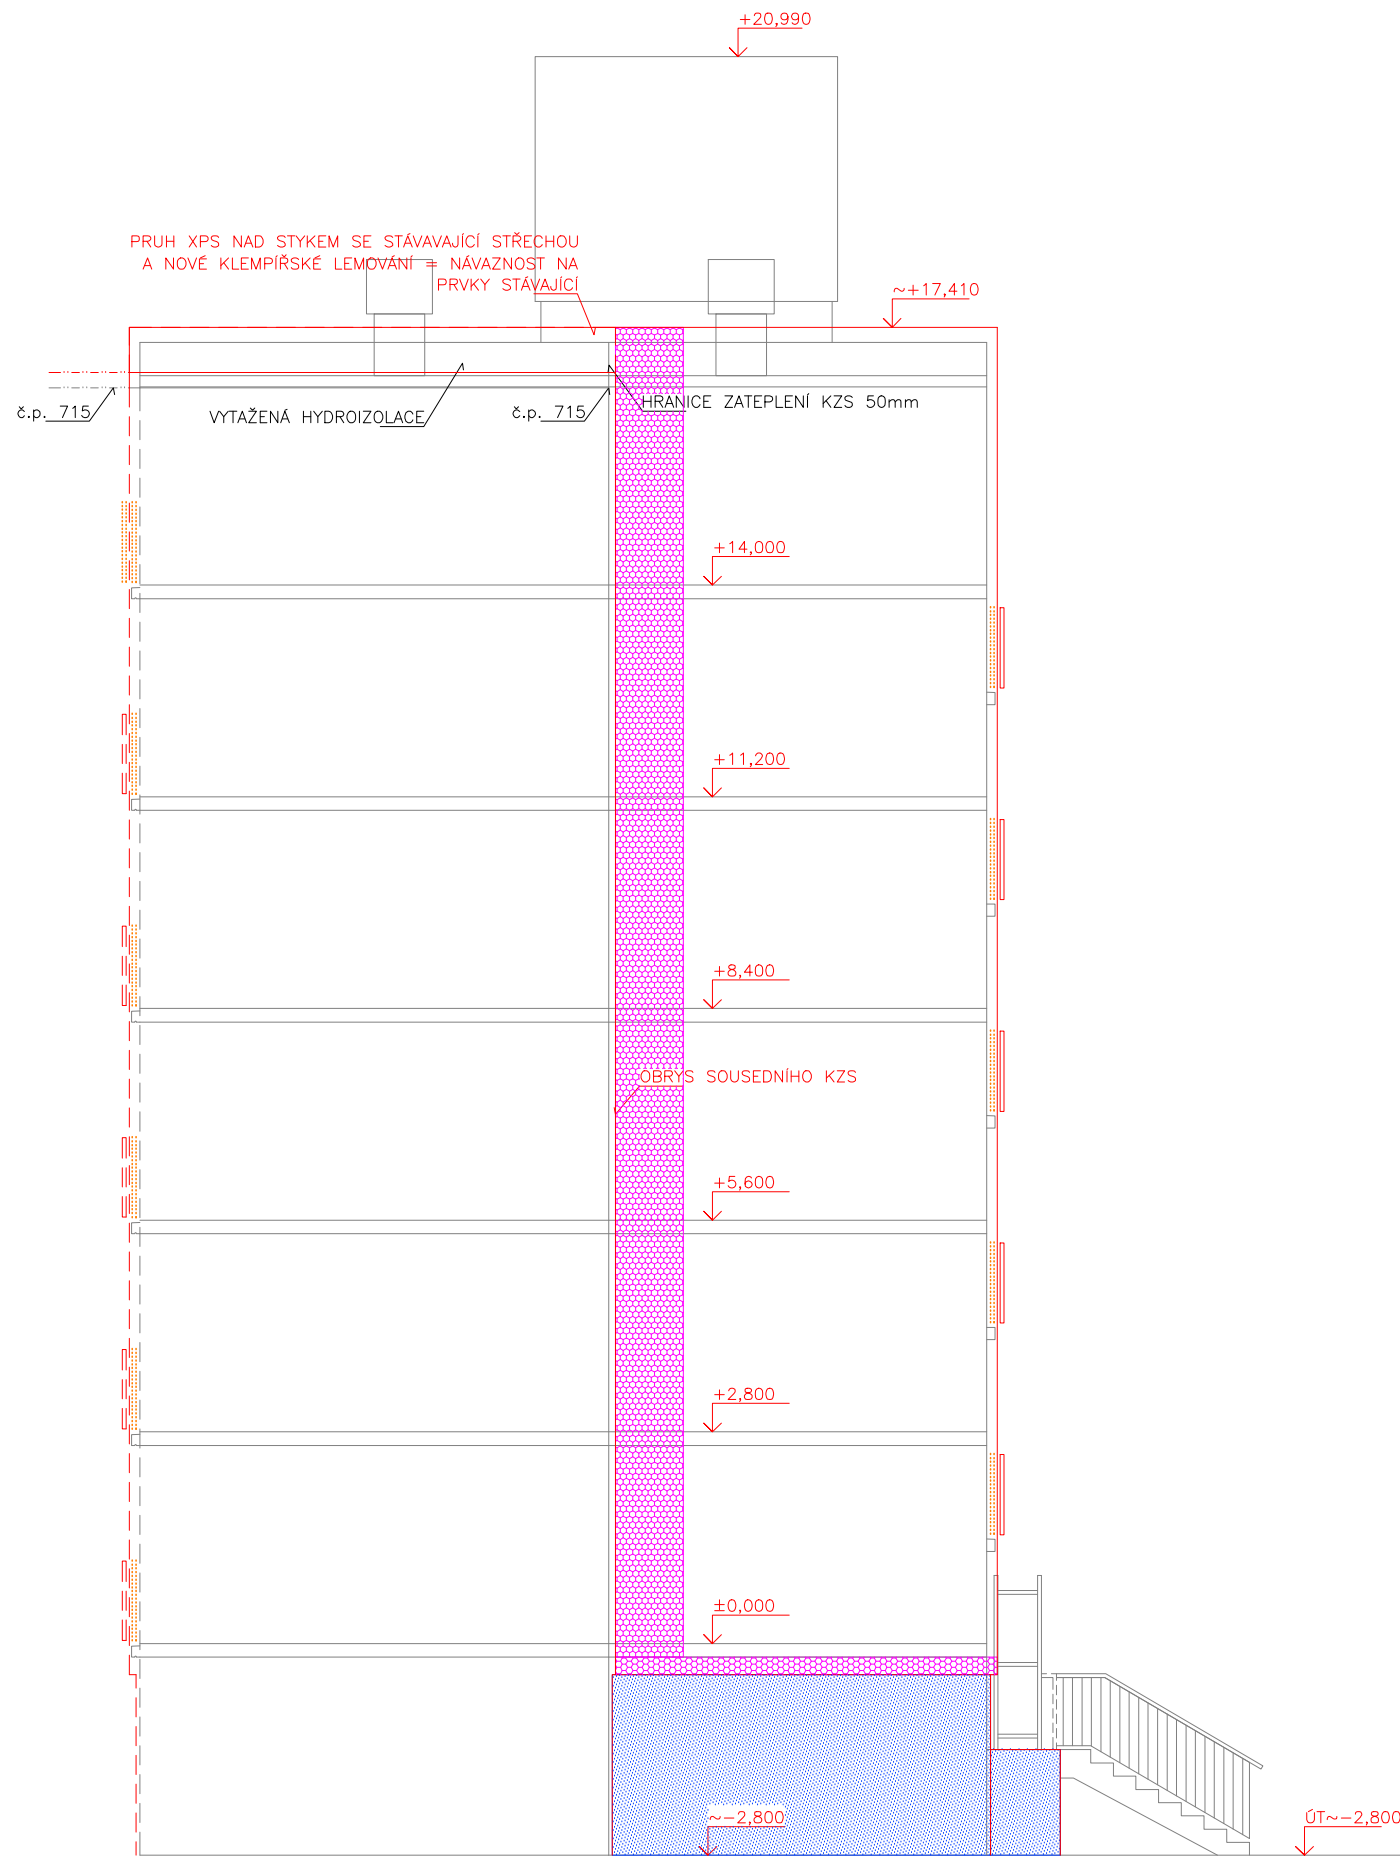 +20,990
PRUH XPS NAD STYKEM SE STÁVAVAJÍCÍ STŘECHOU
A NOVÉ KLEMPÍŘSKÉ LEMOVÁNÍ = NÁVAZNOST NA
PRVKY STÁVAJÍCÍ
~+17,410
č.p. 715
VYTAŽENÁ HYDROIZOLACE
č.p. 715
HRANICE ZATEPLENÍ KZS 50mm
+14,000
+11,200
+8,400
OBRYS SOUSEDNÍHO KZS
+5,600
+2,800
±0,000
~-2,800
ÚT~-2,800